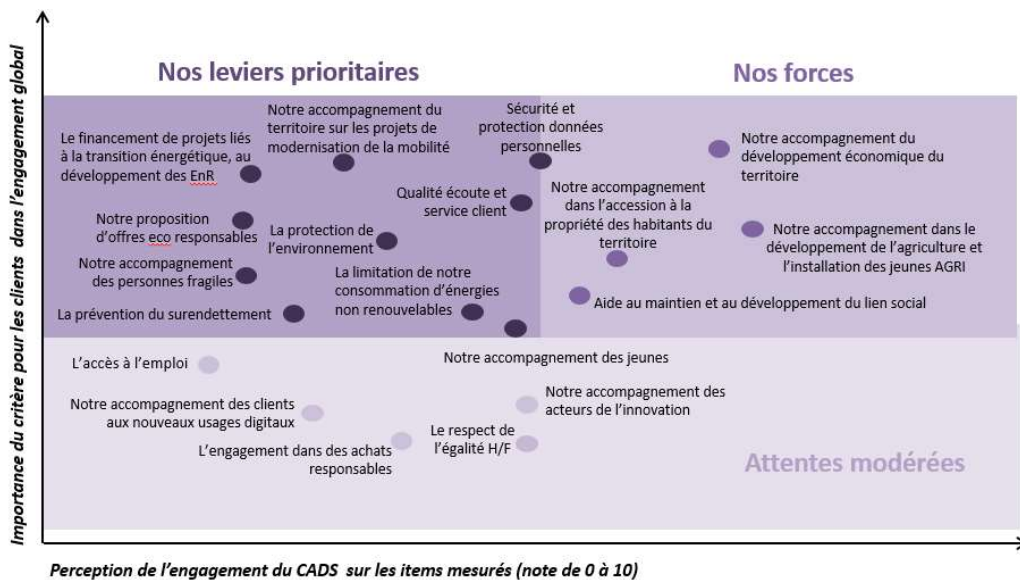 Importance du critère pour les clients dans l'engagement global
Nos leviers prioritaires
Nos forces
Le financement de projets liés
à la transition énergétique, au
développement des EnR
Notre accompagnement du
territoire sur les projets de
modernisation de la mobilité
Sécurité et
protection données
personnelles
Notre accompagnement du
développement économique du
territoire
Notre proposition
d'offres eco responsables
La protection de
l'environnement
Qualité écoute et
service client
Notre accompagnement
dans l'accession à la
propriété des habitants du
territoire
Notre accompagnement dans le
développement de l'agriculture et
l'installation des jeunes AGRI
Notre accompagnement
des personnes fragiles
La limitation de notre
consommation d'énergies
non renouvelables
La prévention du surendettement
Aide au maintien et au développement du lien social
L'accès à l'emploi
Notre accompagnement des jeunes
Notre accompagnement des clients
aux nouveaux usages digitaux
Notre accompagnement des
acteurs de l'innovation
L'engagement dans des achats
responsables
Le respect de
l'égalité H/F
Attentes modérées
Perception de l'engagement du CADS sur les items mesurés (note de 0 à 10)